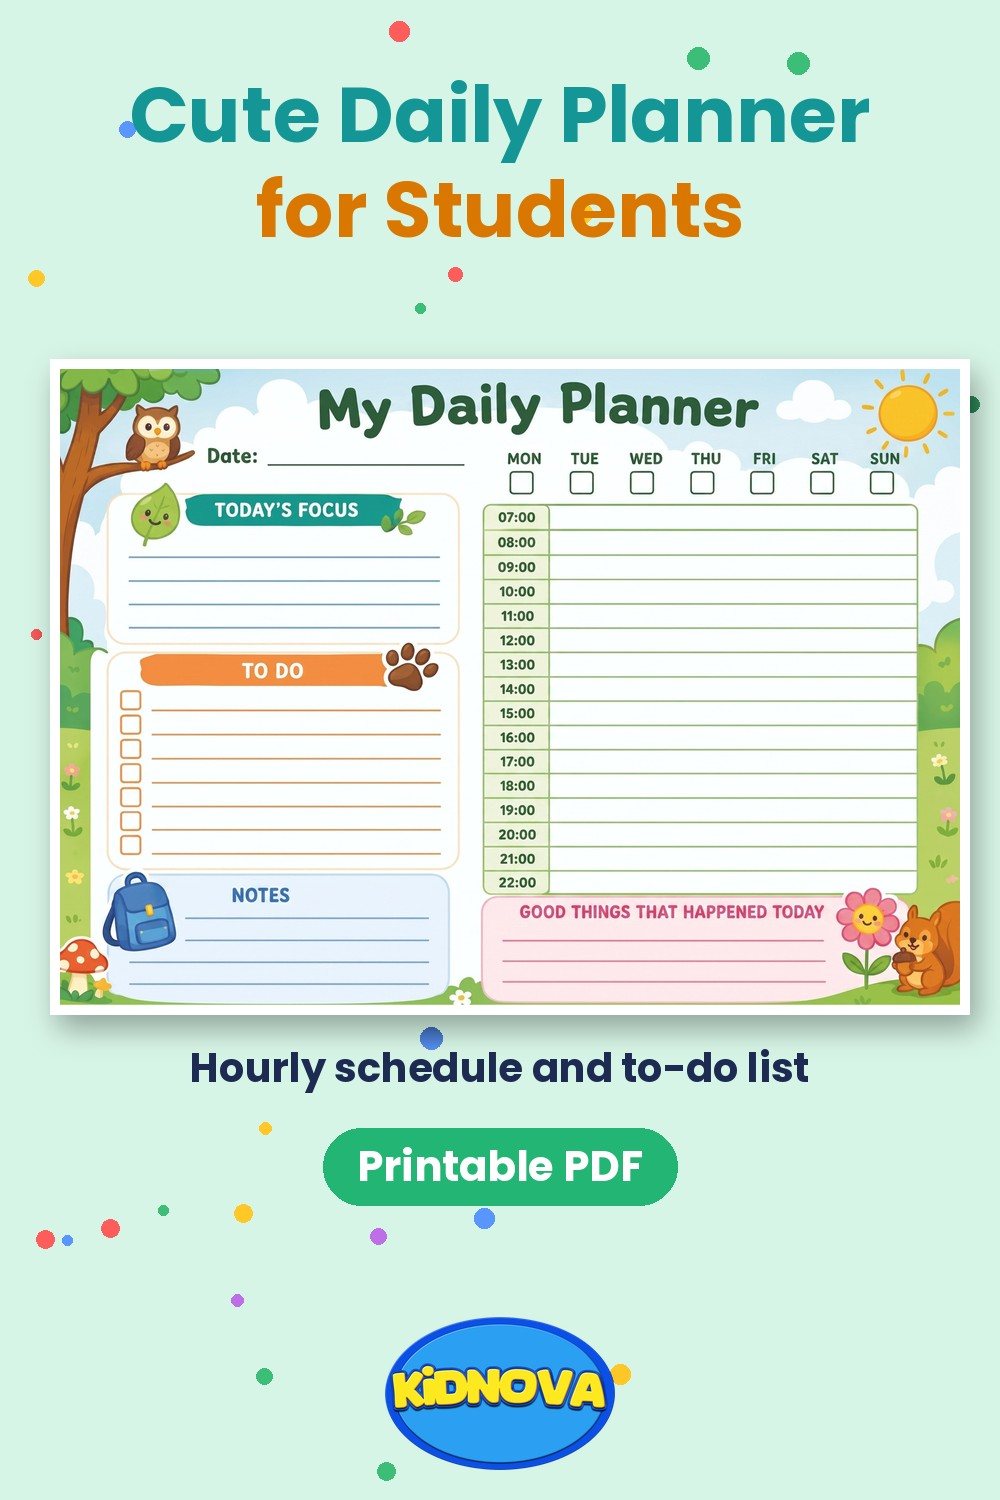 Cute Daily Planner
for Students
My Daily Planner
Date:
MON TUE WED THU FRI SAT SUN
TODAY'S FOCUS
TO DO
NOTES
07:00
08:00
09:00
10:00
11:00
12:00
13:00
14:00
15:00
16:00
17:00
18:00
19:00
20:00
21:00
22:00
GOOD THINGS THAT HAPPENED TODAY
Hourly schedule and to-do list
Printable PDF
KiDNOVA